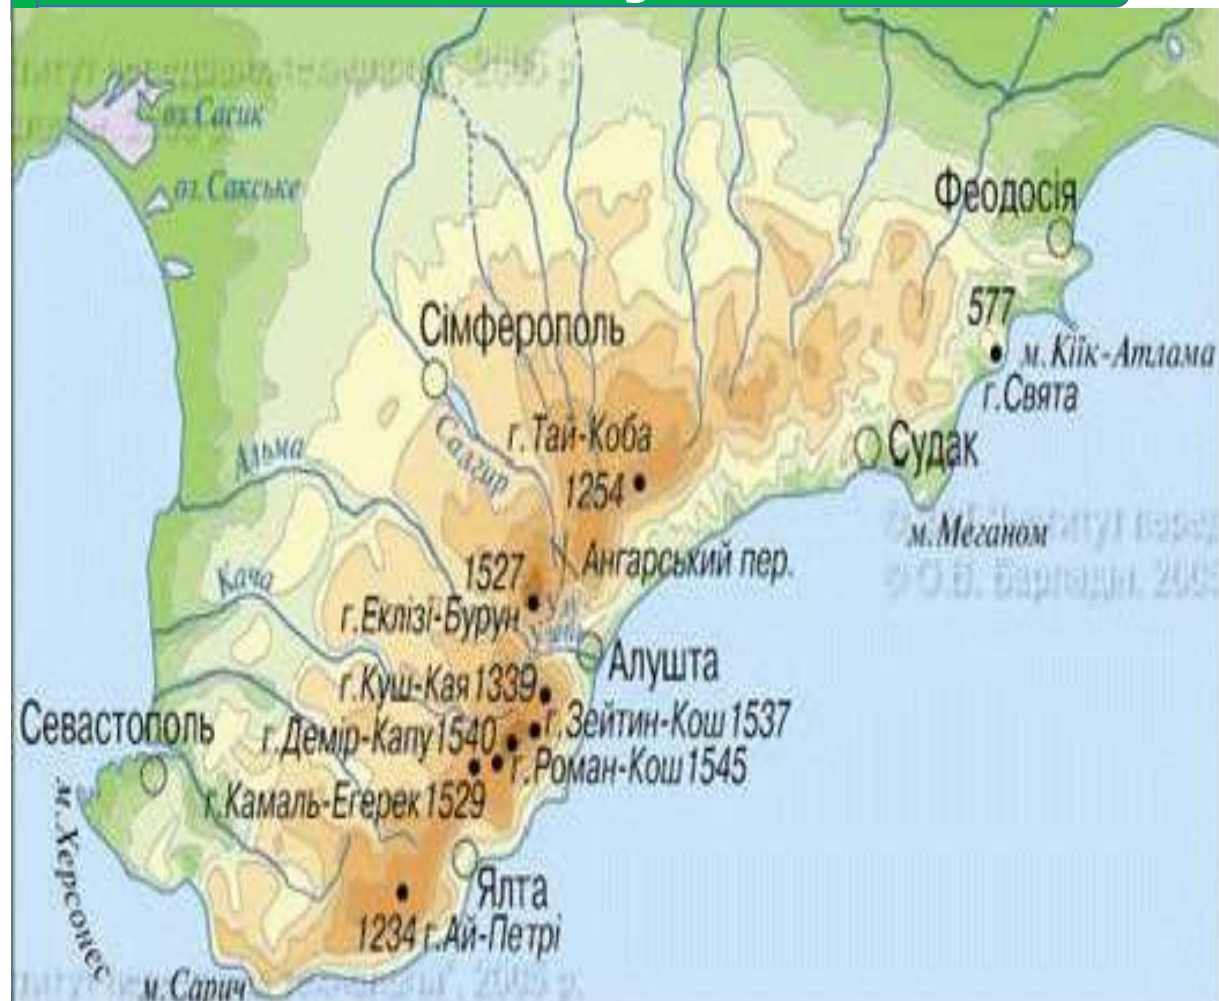 оз.Сасик
оз.Сакське
Феодосія
577
Сімферополь
м.Кіїк-Атлама
г.Свята
Салгир
г.Тай-Коба
1254
Судак
Альма
м.Меганом
Ангарський пер.
1527
г.Еклізі-Бурун
Кача
Алушта
г.Куш-Кая 1339
г.Зейтин-Кош 1537
Севастополь
г.Демір-Капу 1540
г.Роман-Кош 1545
г.Камаль-Егерек 1529
м.Херсонес
Ялта
1234 г.Ай-Петрі
м.Сарич